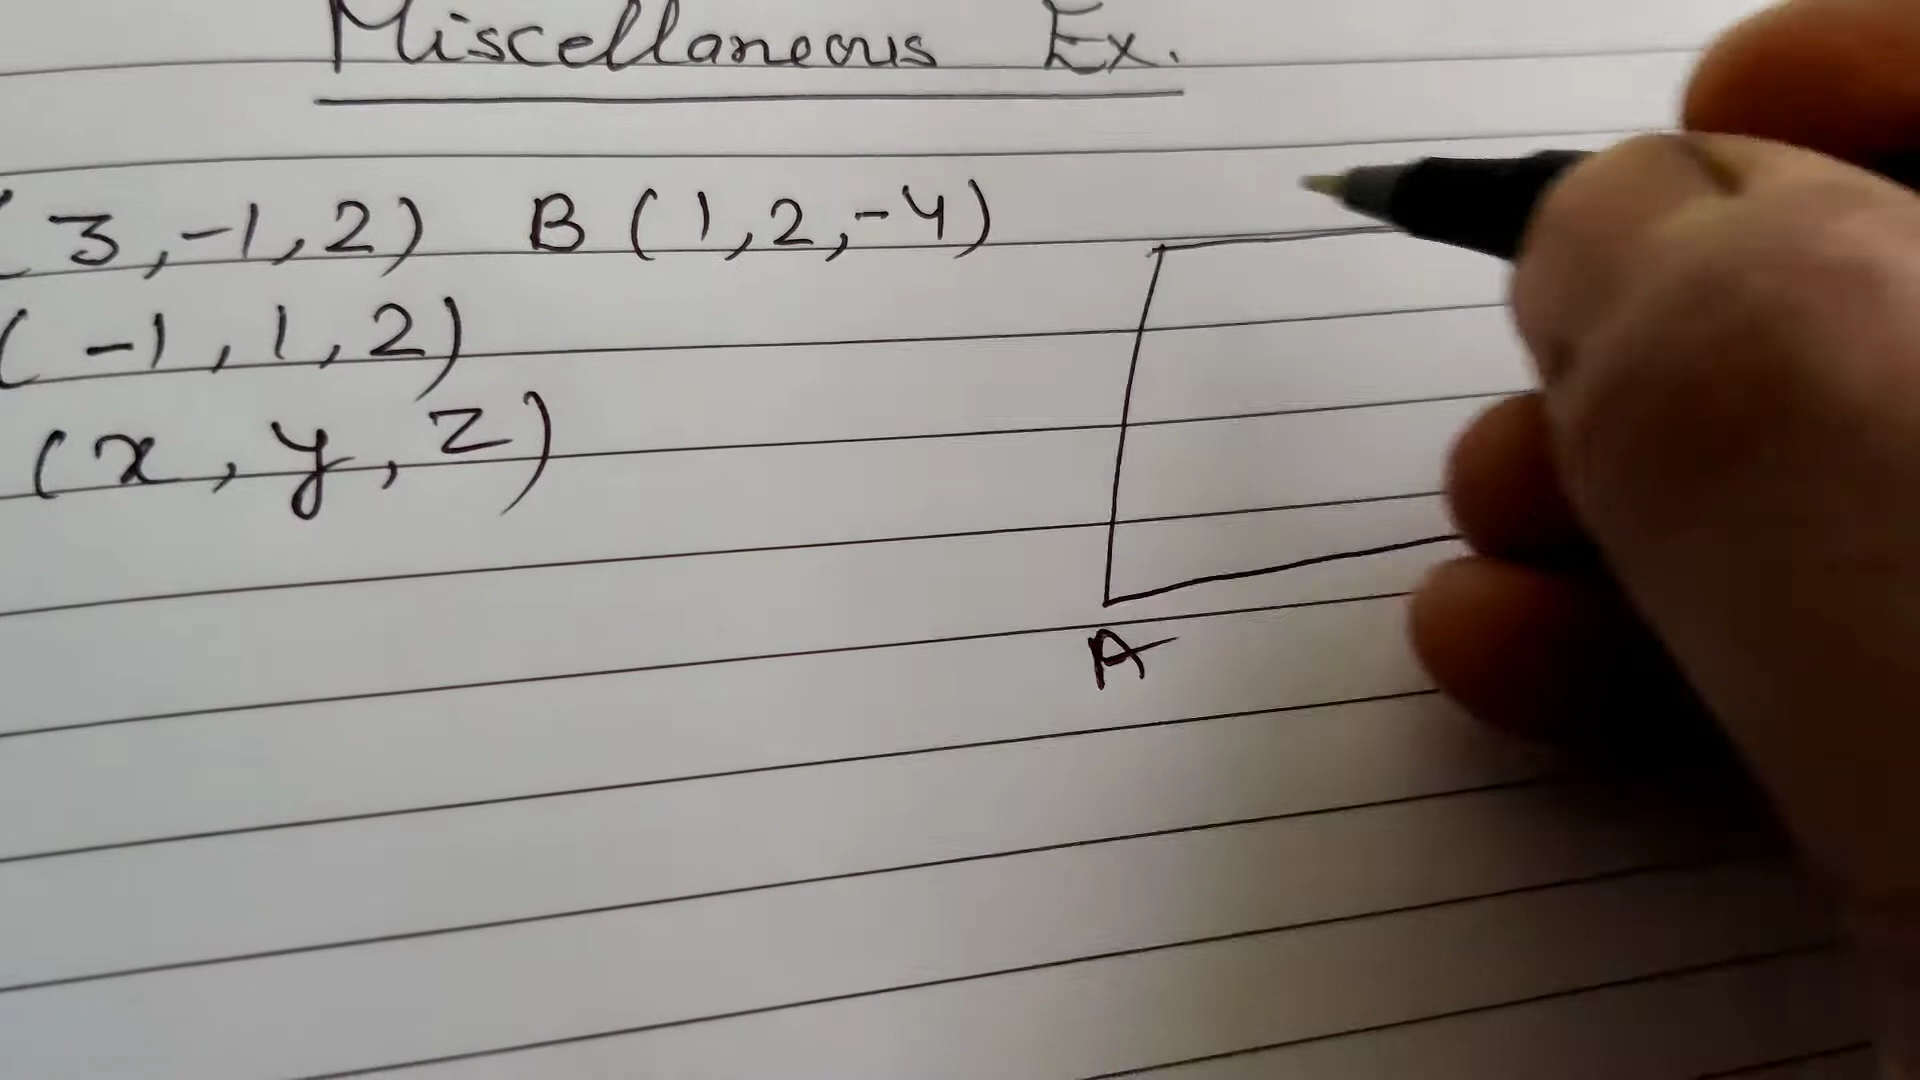 Miscellaneous Ex.
( 3, -1, 2) B ( 1, 2, -4)
( -1, 1, 2)
(x, y, z)
A